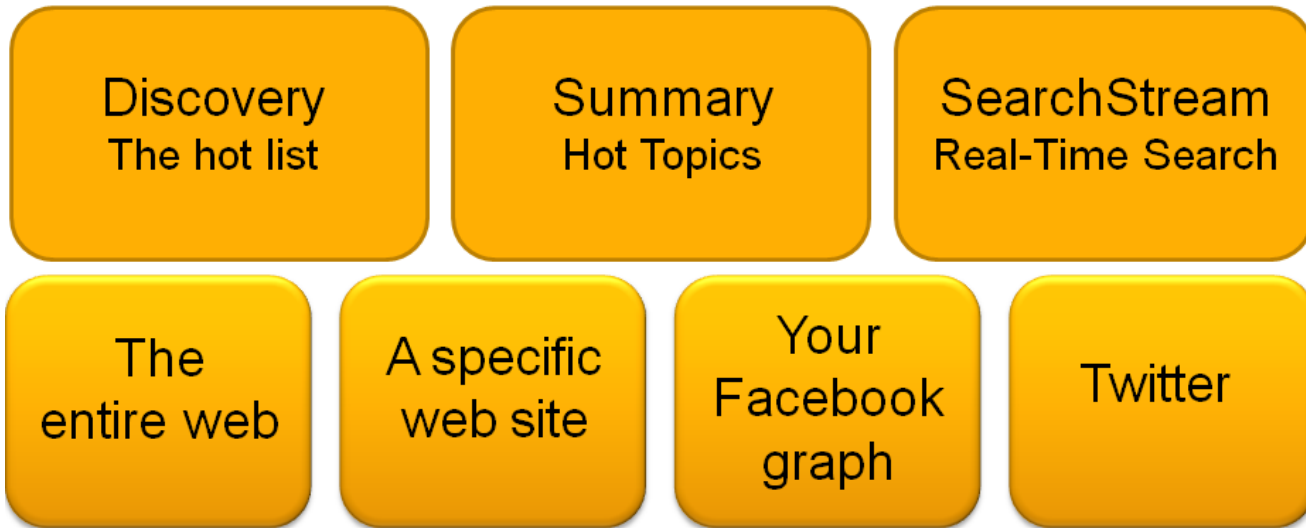 Discovery
The hot list
Summary
Hot Topics
SearchStream
Real-Time Search
The
entire web
A specific
web site
Your
Facebook
graph
Twitter